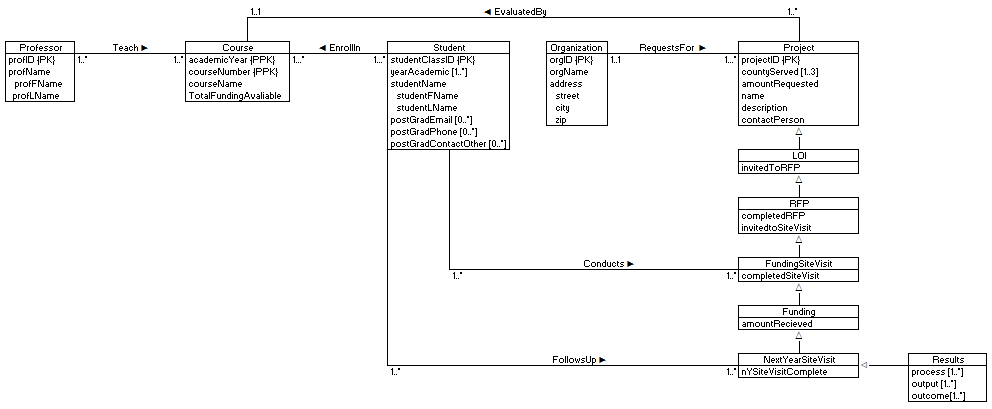 1..1
◄ EvaluatedBy
1..*
Professor
profID {PK}
profName
profFName
profLName
Teach ►
1..*
1..*
Course
academicYear {PPK}
courseNumber {PPK}
courseName
TotalFundingAvaliable
◄ EnrollIn
1..*
1..*
Student
studentClassID {PK}
yearAcademic [1..*]
studentName
studentFName
studentLName
postGradEmail [0..*]
postGradPhone [0..*]
postGradContactOther [0..*]
Organization
orgID {PK}
orgName
address
street
city
zip
RequestsFor ►
1..1
1..*
Project
projectID {PK}
countyServed [1..3]
amountRequested
name
description
contactPerson
LOI
invitedToRFP
RFP
completedRFP
invitedtoSiteVisit
Conducts ►
1..*
1..*
FundingSiteVisit
completedSiteVisit
Funding
amountRecieved
FollowsUp ►
1..*
1..*
NextYearSiteVisit
nYSiteVisitComplete
Results
process [1..*]
output [1..*]
outcome[1..*]